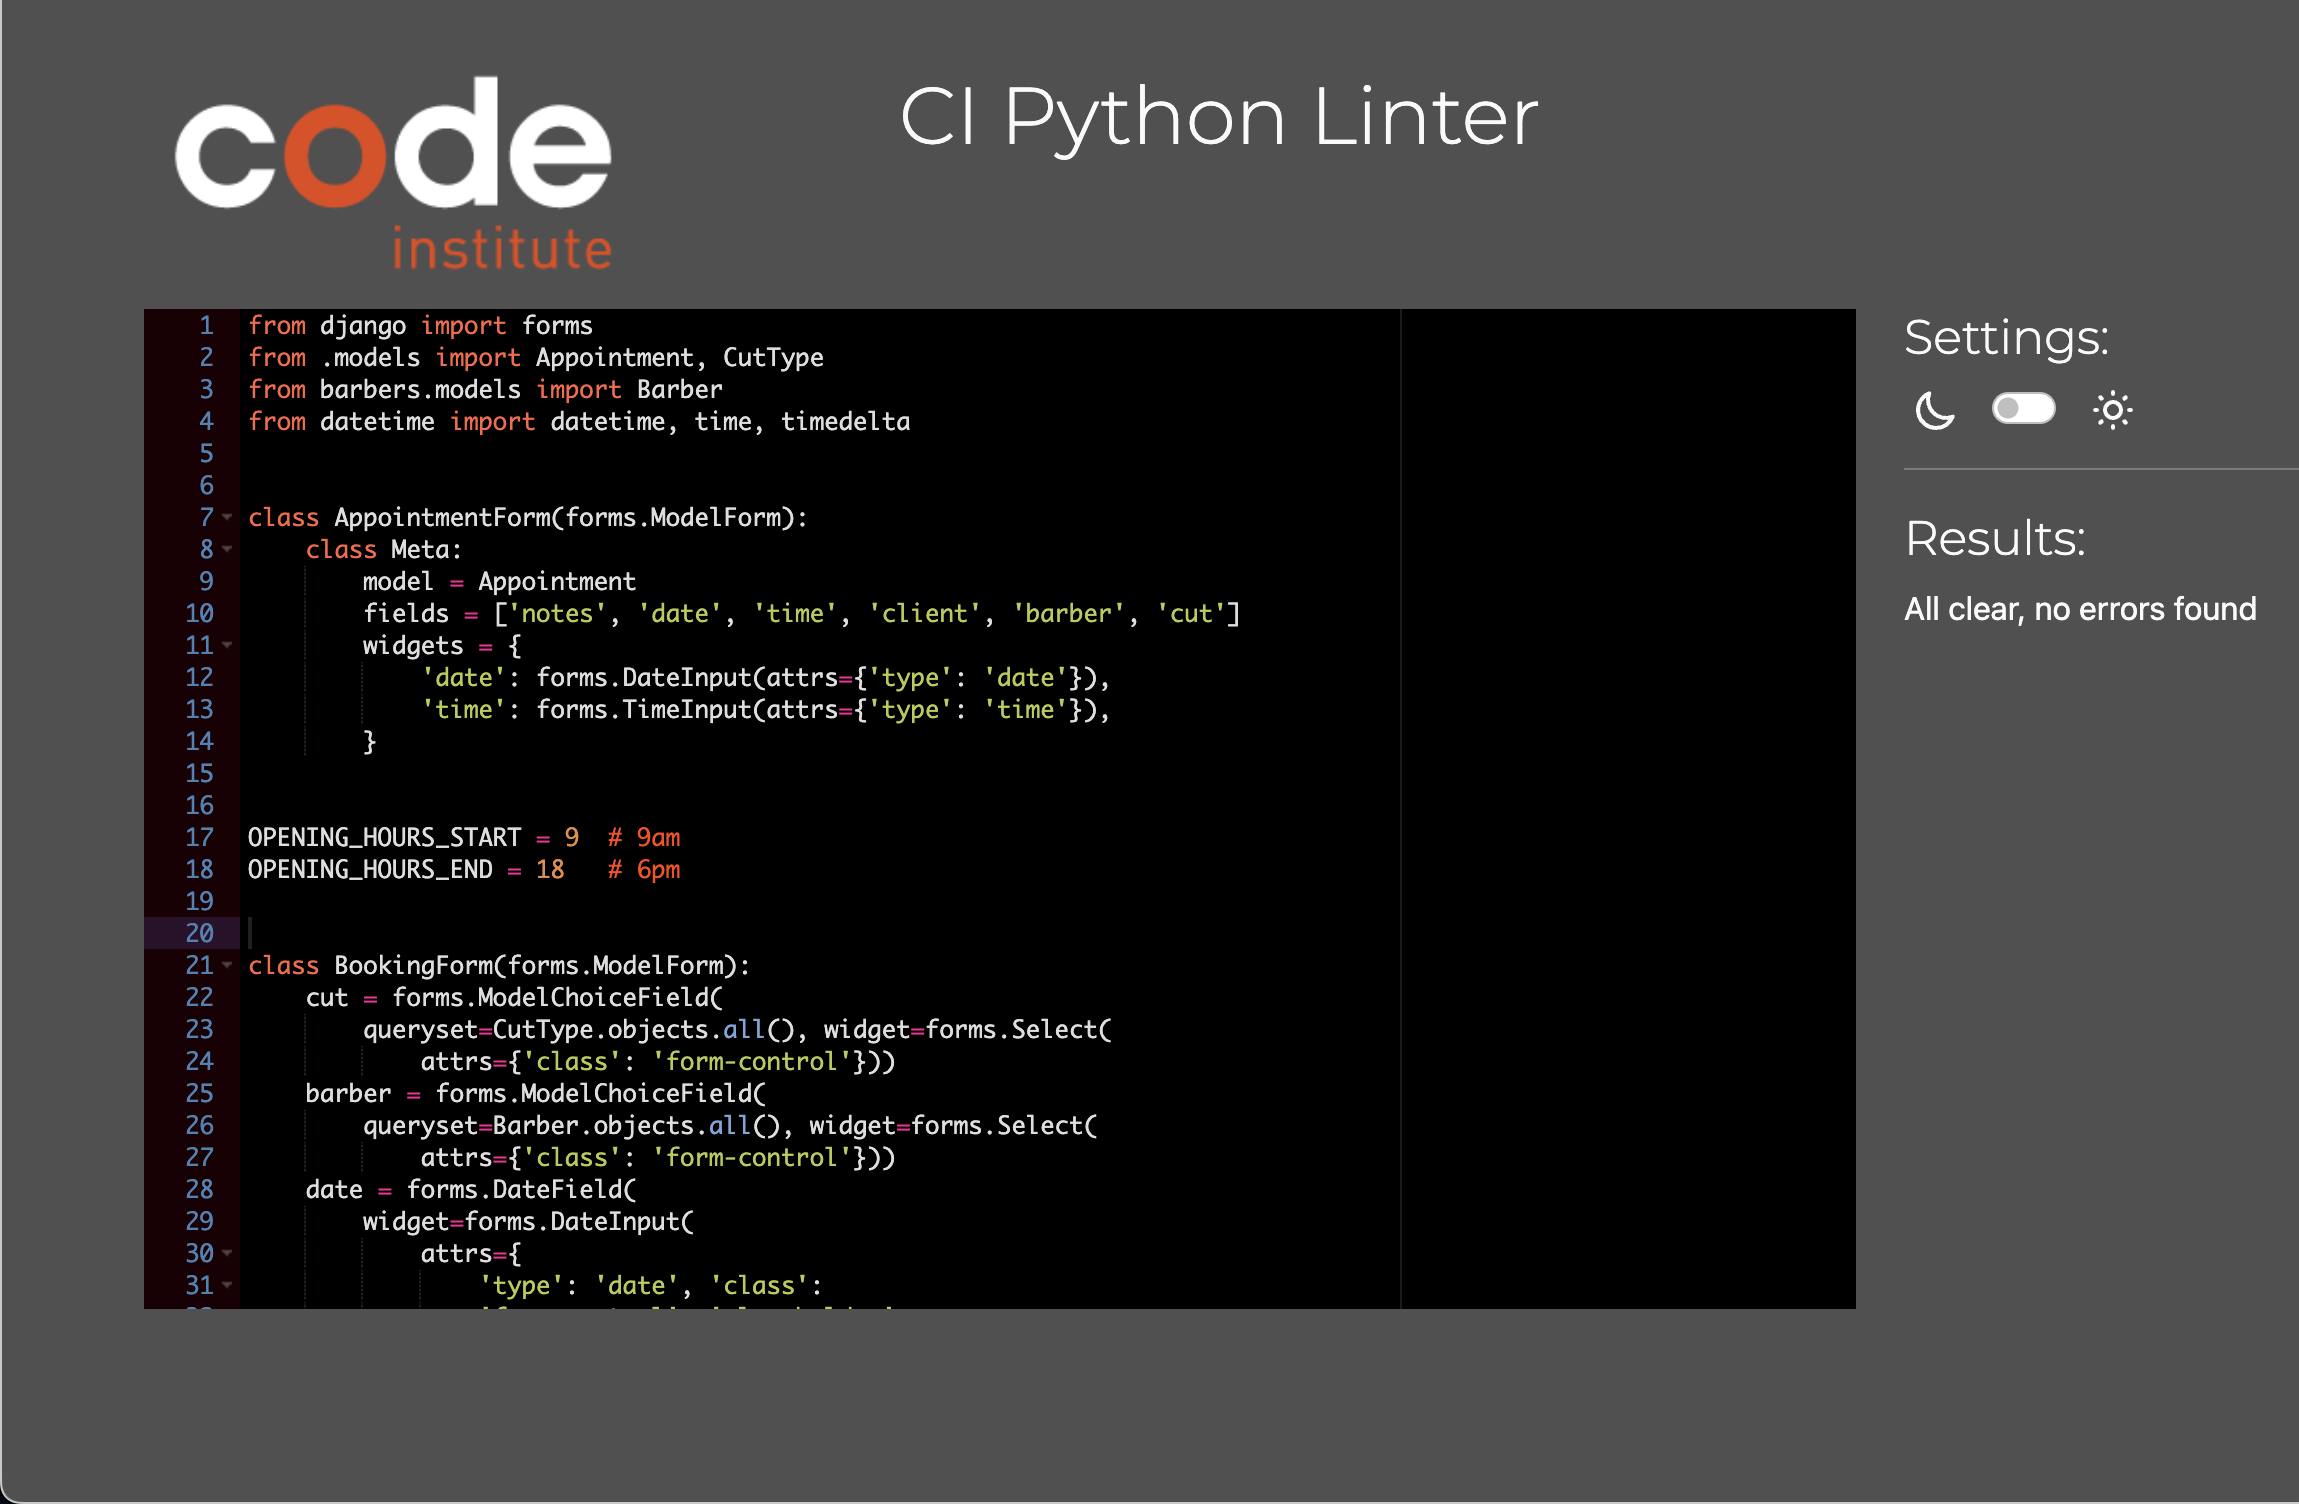 code
institute
CI Python Linter
1 from django import forms
2 from .models import Appointment, CutType
3 from barbers.models import Barber
4 from datetime import datetime, time, timedelta
5
6
7 class AppointmentForm(forms.ModelForm):
8     class Meta:
9         model = Appointment
10         fields = ['notes', 'date', 'time', 'client', 'barber', 'cut']
11         widgets = {
12             'date': forms.DateInput(attrs={'type': 'date'}),
13             'time': forms.TimeInput(attrs={'type': 'time'}),
14         }
15
16
17 OPENING_HOURS_START = 9  # 9am
18 OPENING_HOURS_END = 18   # 6pm
19
20
21 class BookingForm(forms.ModelForm):
22     cut = forms.ModelChoiceField(
23         queryset=CutType.objects.all(), widget=forms.Select(
24             attrs={'class': 'form-control'}))
25     barber = forms.ModelChoiceField(
26         queryset=Barber.objects.all(), widget=forms.Select(
27             attrs={'class': 'form-control'}))
28     date = forms.DateField(
29         widget=forms.DateInput(
30             attrs={
31                 'type': 'date', 'class':
Settings:
Results:
All clear, no errors found